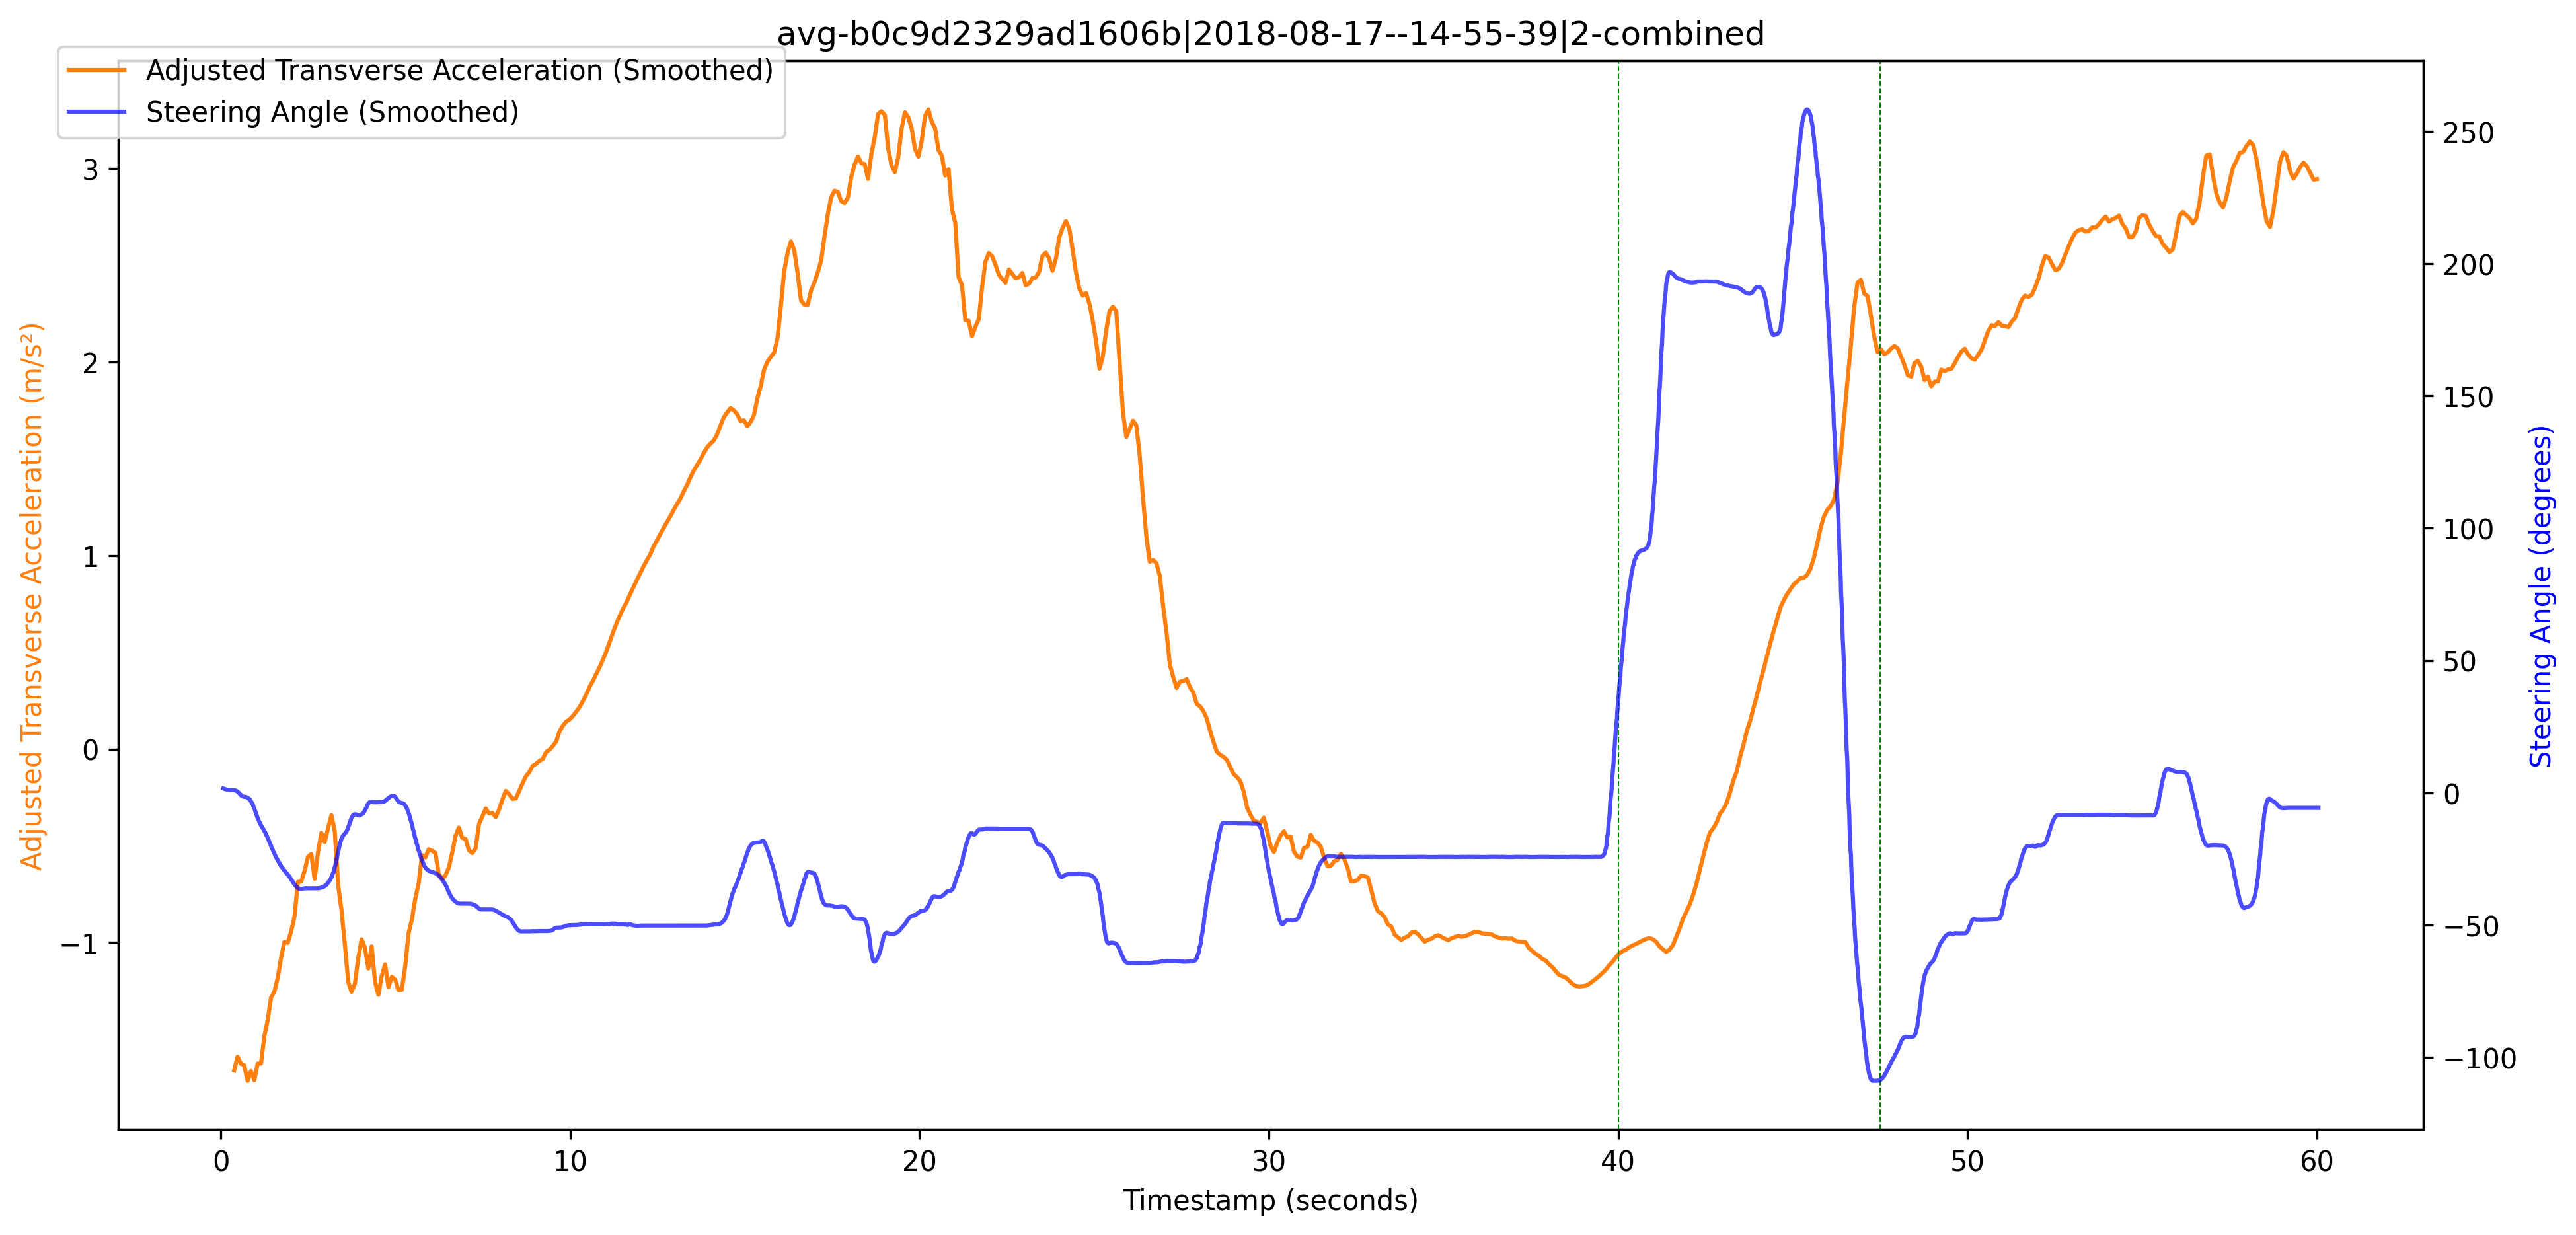 avg-b0c9d2329ad1606b|2018-08-17--14-55-39|2-combined
Adjusted Transverse Acceleration (Smoothed)
Steering Angle (Smoothed)
Adjusted Transverse Acceleration (m/s²)
3
2
1
0
−1
250
200
150
100
50
0
−50
−100
Steering Angle (degrees)
0 10 20 30 40 50 60
Timestamp (seconds)